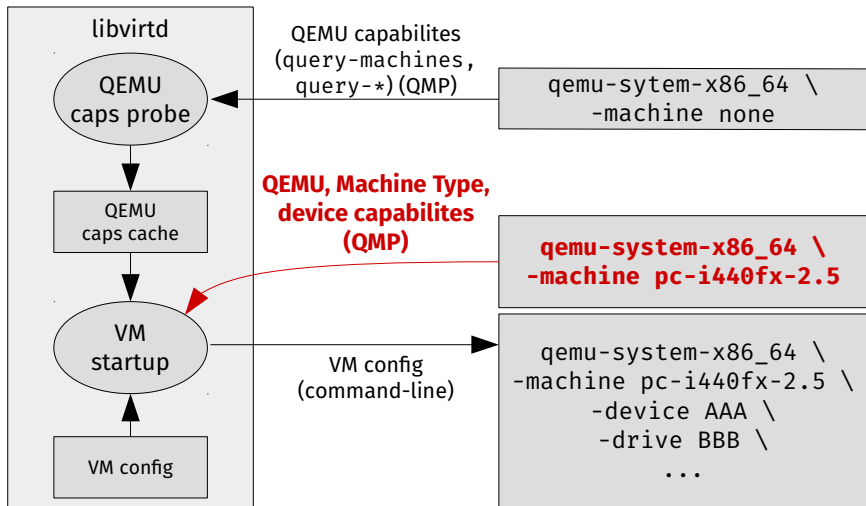 libvirtd
QEMU
caps probe
QEMU
caps cache
VM
startup
VM config
QEMU capabilites
(query-machines,
query-*)(QMP)
qemu-sytem-x86_64 \
-machine none
QEMU, Machine Type,
device capabilites
(QMP)
qemu-system-x86_64 \
-machine pc-i440fx-2.5
VM config
(command-line)
qemu-system-x86_64 \
-machine pc-i440fx-2.5 \
-device AAA \
-drive BBB \
...